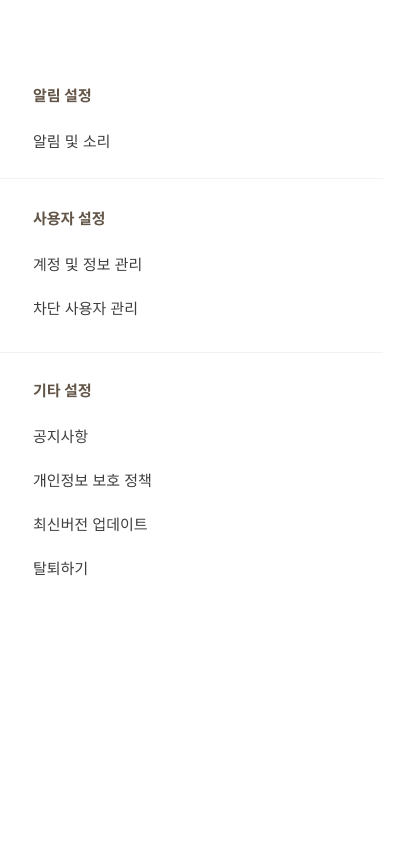 알림 설정
알림 및 소리
사용자 설정
계정 및 정보 관리
차단 사용자 관리
기타 설정
공지사항
개인정보 보호 정책
최신버전 업데이트
탈퇴하기